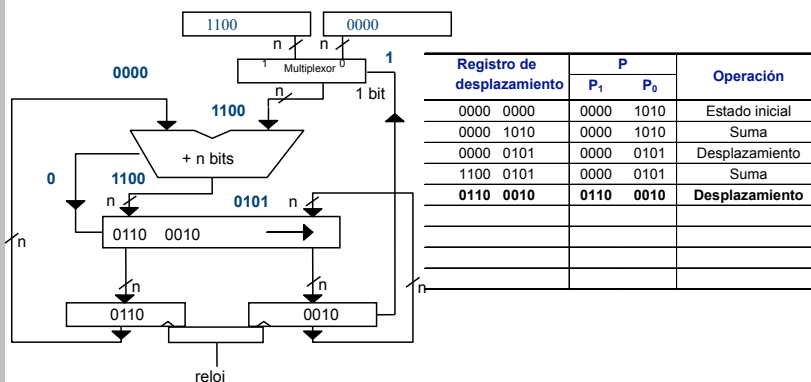 1100 0000
n n
1 Multiplexor 0 1
0000
n 1 bit
1100
+ n bits
0 1100
n 0101 n
0110 0010
n n n n
0110 0010
reloj
Registro de desplazamiento P Operación
P1 P0
0000 0000 0000 1010 Estado inicial
0000 1010 0000 1010 Suma
0000 0101 0000 0101 Desplazamiento
1100 0101 0000 0101 Suma
0110 0010 0110 0010 Desplazamiento